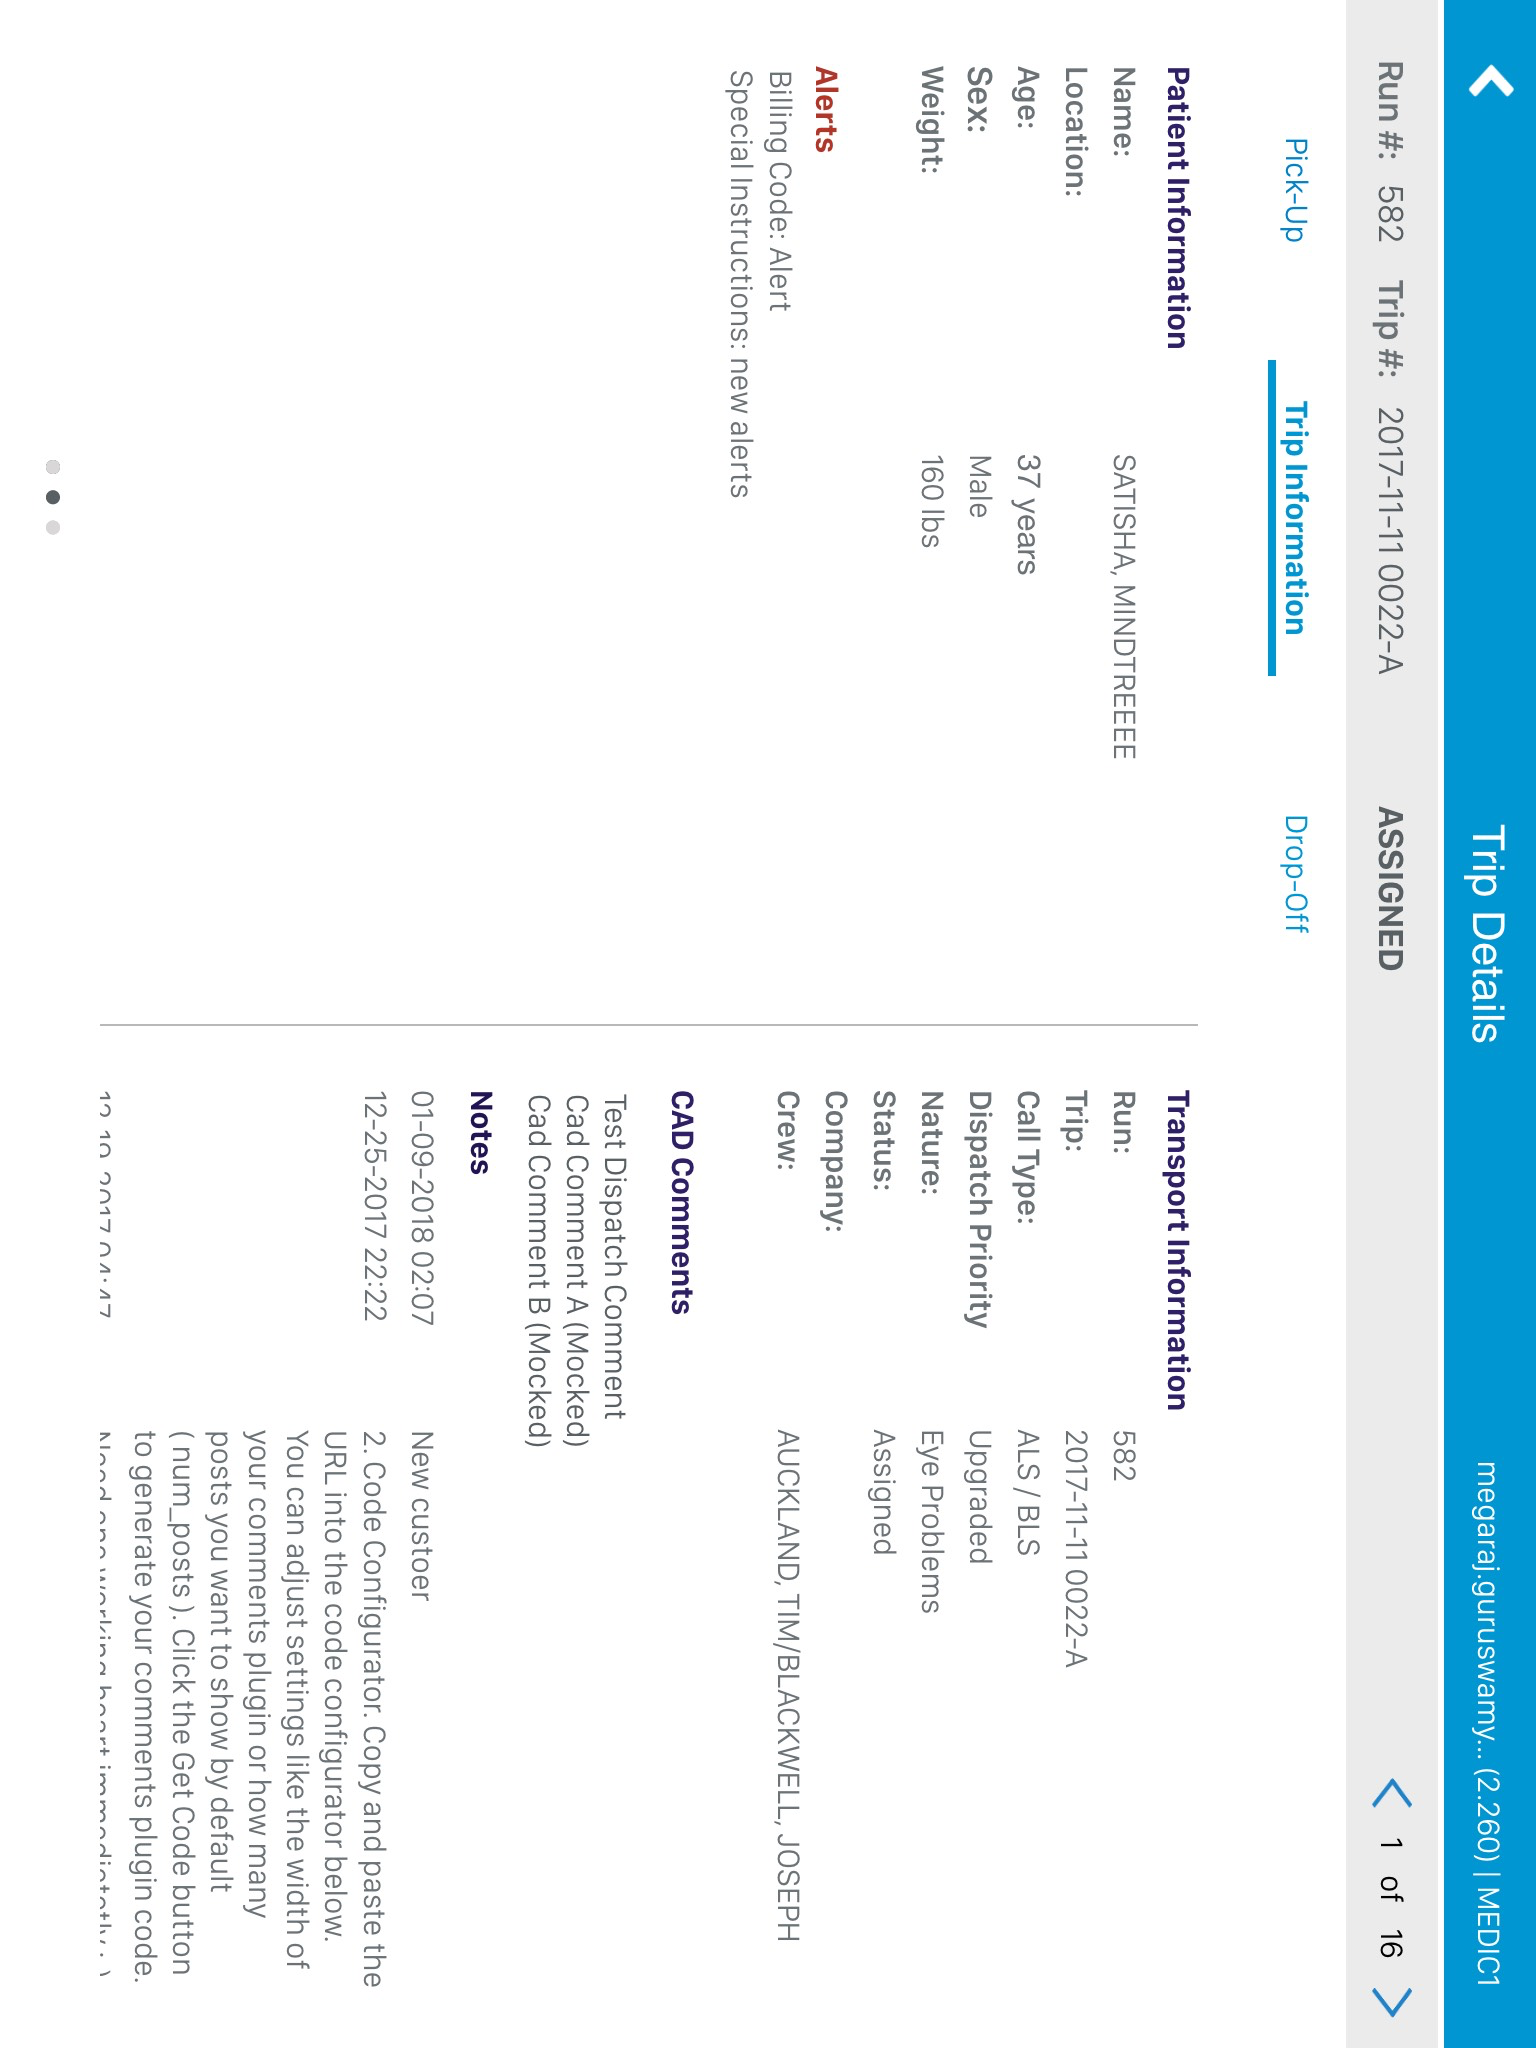 Trip Details
megaraj.guruswamy... (2.260) | MEDIC1
Run #: 582 Trip #: 2017-11-11 0022-A ASSIGNED
1 of 16
Pick-Up
Trip Information
Drop-Off
Patient Information
Name: SATISHA, MINDTREEEE
Location:
Age: 37 years
Sex: Male
Weight: 160 lbs
Alerts
Billing Code: Alert
Special Instructions: new alerts
Transport Information
Run: 582
Trip: 2017-11-11 0022-A
Call Type: ALS / BLS
Dispatch Priority Upgraded
Nature: Eye Problems
Status: Assigned
Company:
Crew: AUCKLAND, TIM/BLACKWELL, JOSEPH
CAD Comments
Test Dispatch Comment
Cad Comment A (Mocked)
Cad Comment B (Mocked)
Notes
01-09-2018 02:07 New custoer
12-25-2017 22:22 2. Code Configurator. Copy and paste the
URL into the code configurator below.
You can adjust settings like the width of
your comments plugin or how many
posts you want to show by default
( num_posts ). Click the Get Code button
to generate your comments plugin code.